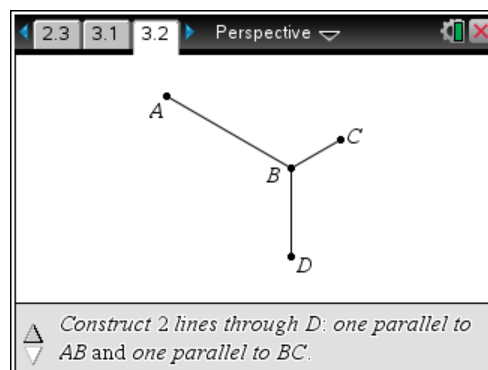 2.3 3.1 3.2 Perspective
A
C
B
D
Construct 2 lines through D: one parallel to
AB and one parallel to BC.